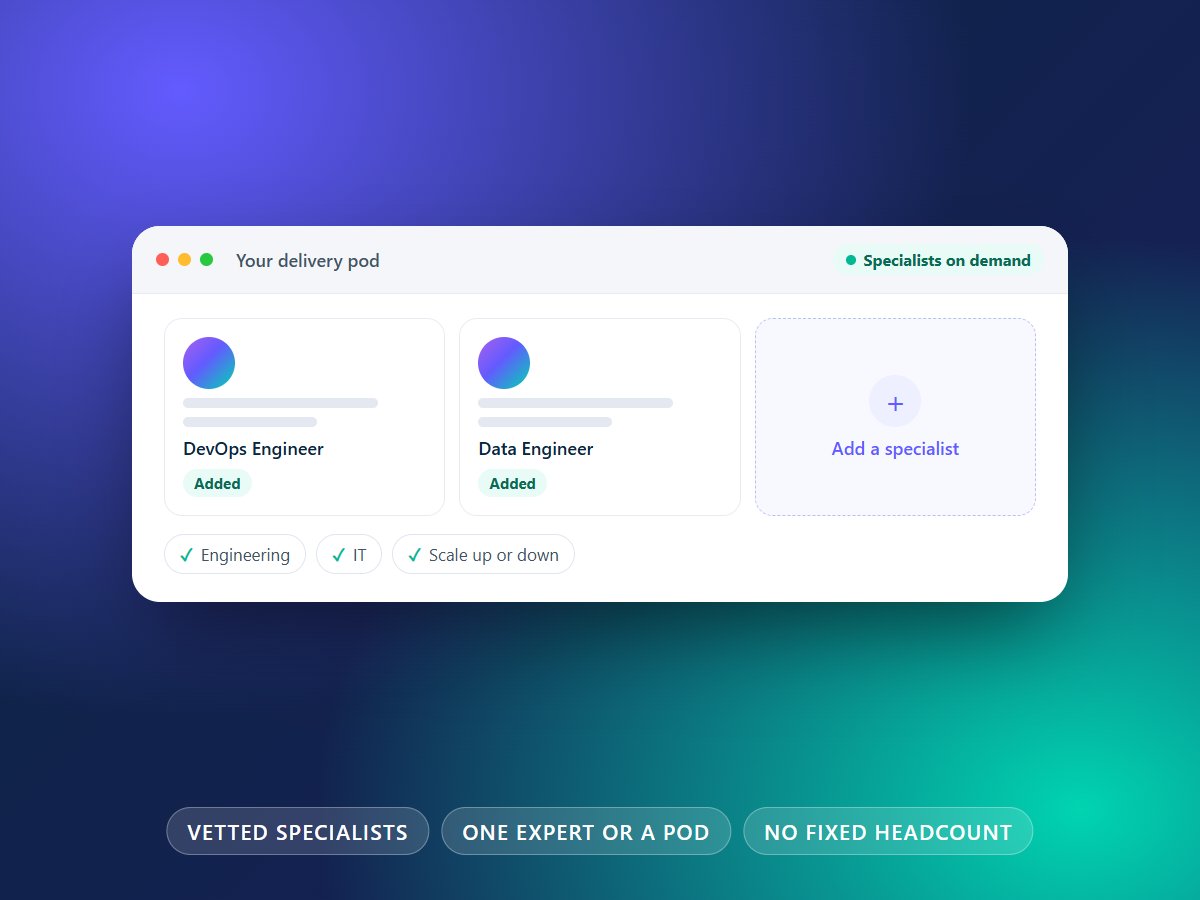 Your delivery pod
Specialists on demand
DevOps Engineer
Added
Data Engineer
Added
+
Add a specialist
✓ Engineering
✓ IT
✓ Scale up or down
VETTED SPECIALISTS
ONE EXPERT OR A POD
NO FIXED HEADCOUNT